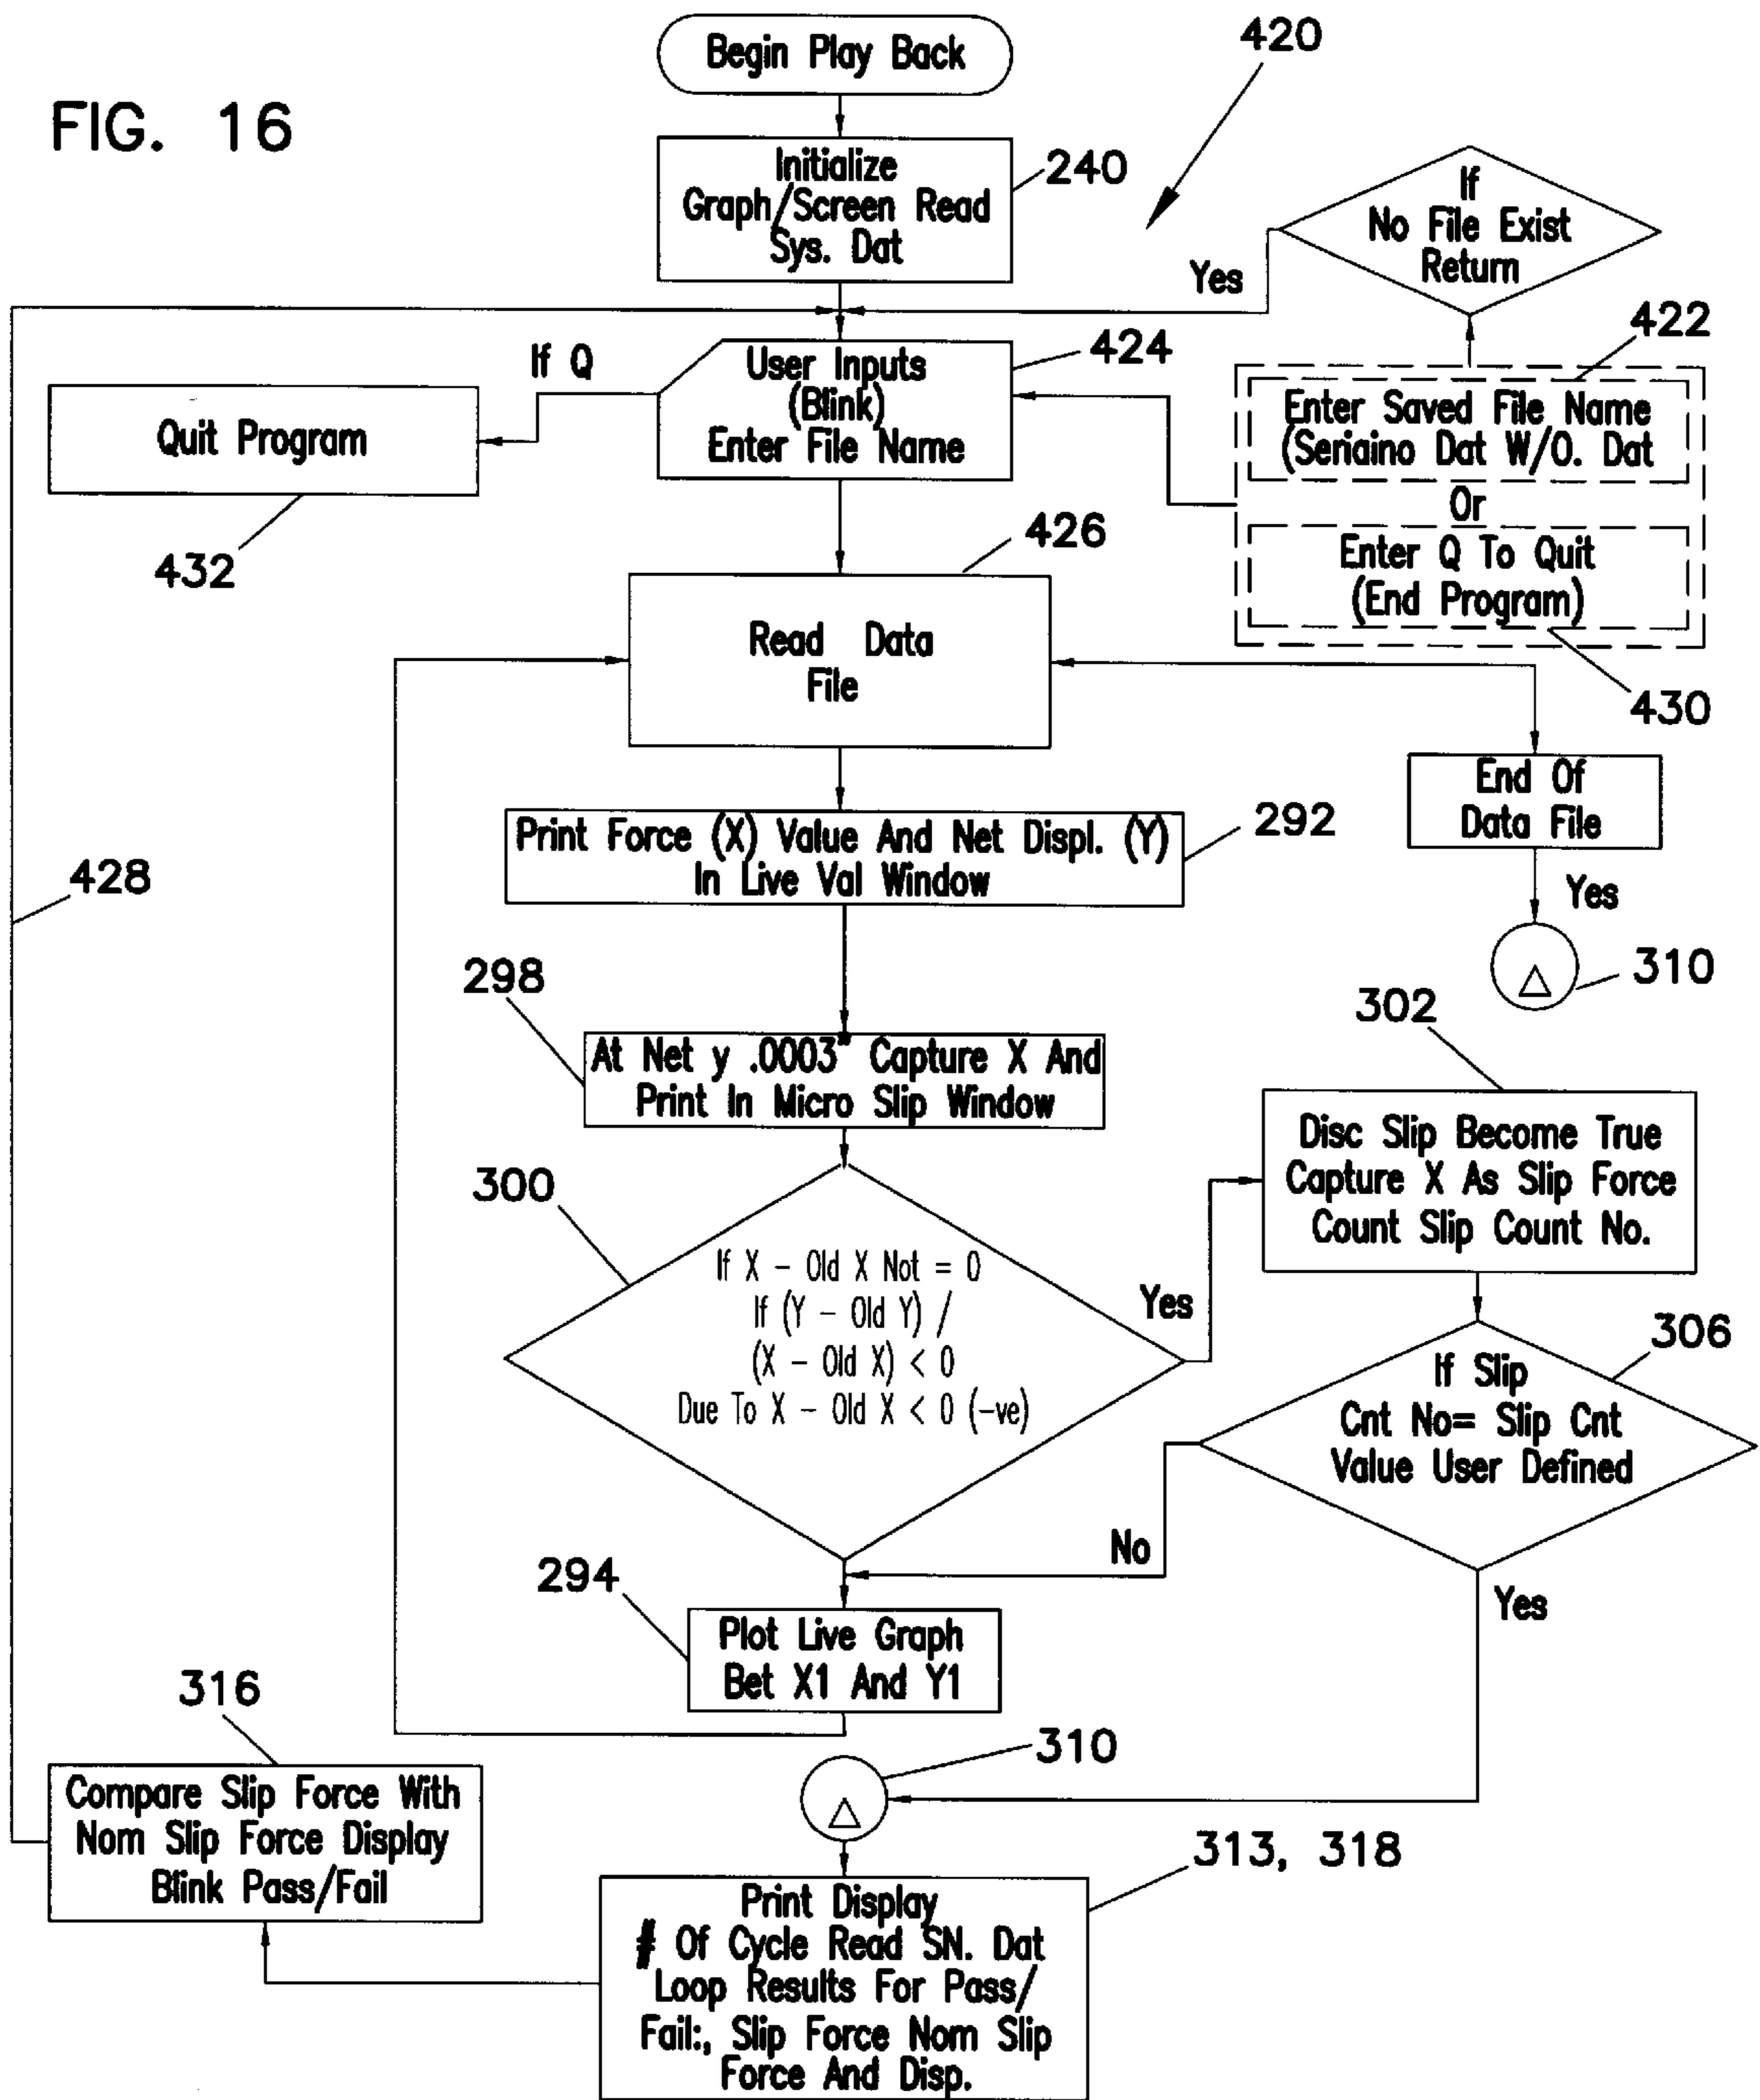 FIG. 16
Begin Play Back
420
Initialize
Graph/Screen Read
Sys. Dat
240
If
No File Exist
Return
Yes
422
424
If Q
User Inputs
(Blink)
Enter File Name
Quit Program
432
Enter Saved File Name
(Seriaino Dat W/O. Dat
Or
Enter Q To Quit
(End Program)
430
426
Read Data
File
End Of
Data File
Yes
310
Print Force (X) Value And Net Displ. (Y)
In Live Val Window
292
428
298
At Net y .0003" Capture X And
Print In Micro Slip Window
302
Disc Slip Become True
Capture X As Slip Force
Count Slip Count No.
300
If X - Old X Not = 0
If (Y - Old Y) /
(X - Old X) < 0
Due To X - Old X < 0 (-ve)
Yes
306
If Slip
Cnt No= Slip Cnt
Value User Defined
No
Yes
294
Plot Live Graph
Bet X1 And Y1
316
Compare Slip Force With
Nom Slip Force Display
Blink Pass/Fail
310
313, 318
Print Display
# Of Cycle Read SN. Dat
Loop Results For Pass/
Fail:, Slip Force Nom Slip
Force And Disp.